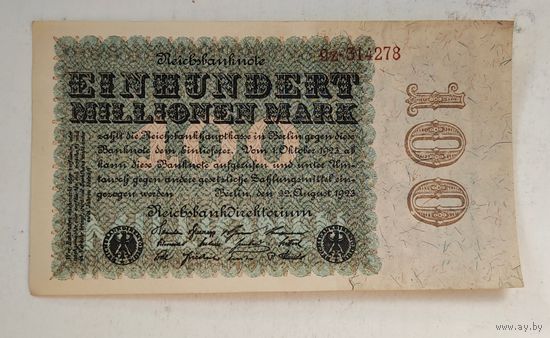 Reichsbanknote
9Z-314278
EINHUNDERT
MILLIONEN MARK
zahlt die Reichsbankhauptkasse in Berlin gegen diese
Banknote dem Einlieferer. Vom 1. Oktober 1923 ab
kann diese Banknote aufgerufen und unter Um-
tausch gegen andere gesetzliche Zahlungsmittel ein-
gezogen werden
Berlin, den 22. August 1923
Reichsbankdirektorium
100
www.ay.by